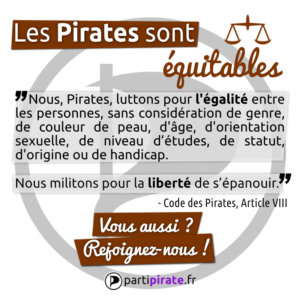 Les Pirates sont
équitables
"Nous, Pirates, luttons pour l'égalité entre
les personnes, sans considération de genre,
de couleur de peau, d'âge, d'orientation
sexuelle, de niveau d'études, de statut,
d'origine ou de handicap.
Nous militons pour la liberté de s'épanouir."
- Code des Pirates, Article VIII
Vous aussi ?
Rejoignez-nous !
partipirate.fr